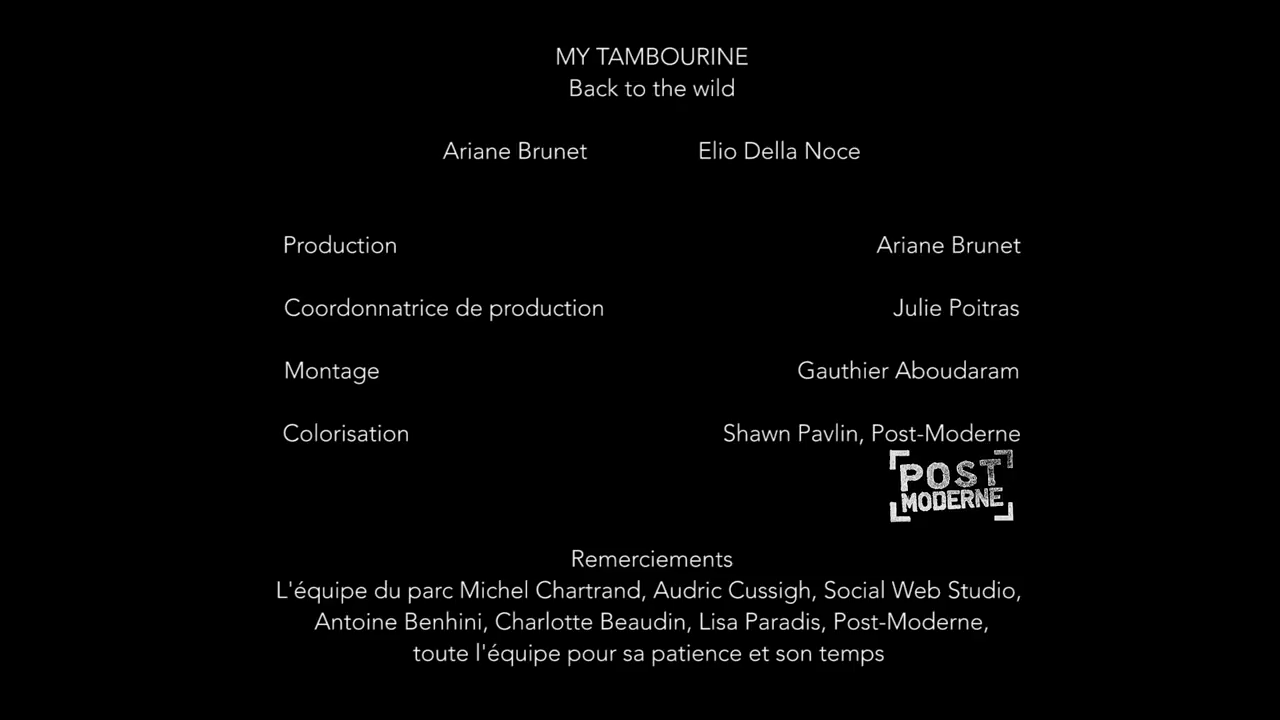 MY TAMBOURINE
Back to the wild
Ariane Brunet Elio Della Noce
Production Ariane Brunet
Coordonnatrice de production Julie Poitras
Montage Gauthier Aboudaram
Colorisation Shawn Pavlin, Post-Moderne
POST
MODERNE
Remerciements
L'équipe du parc Michel Chartrand, Audric Cussigh, Social Web Studio,
Antoine Benhini, Charlotte Beaudin, Lisa Paradis, Post-Moderne,
toute l'équipe pour sa patience et son temps